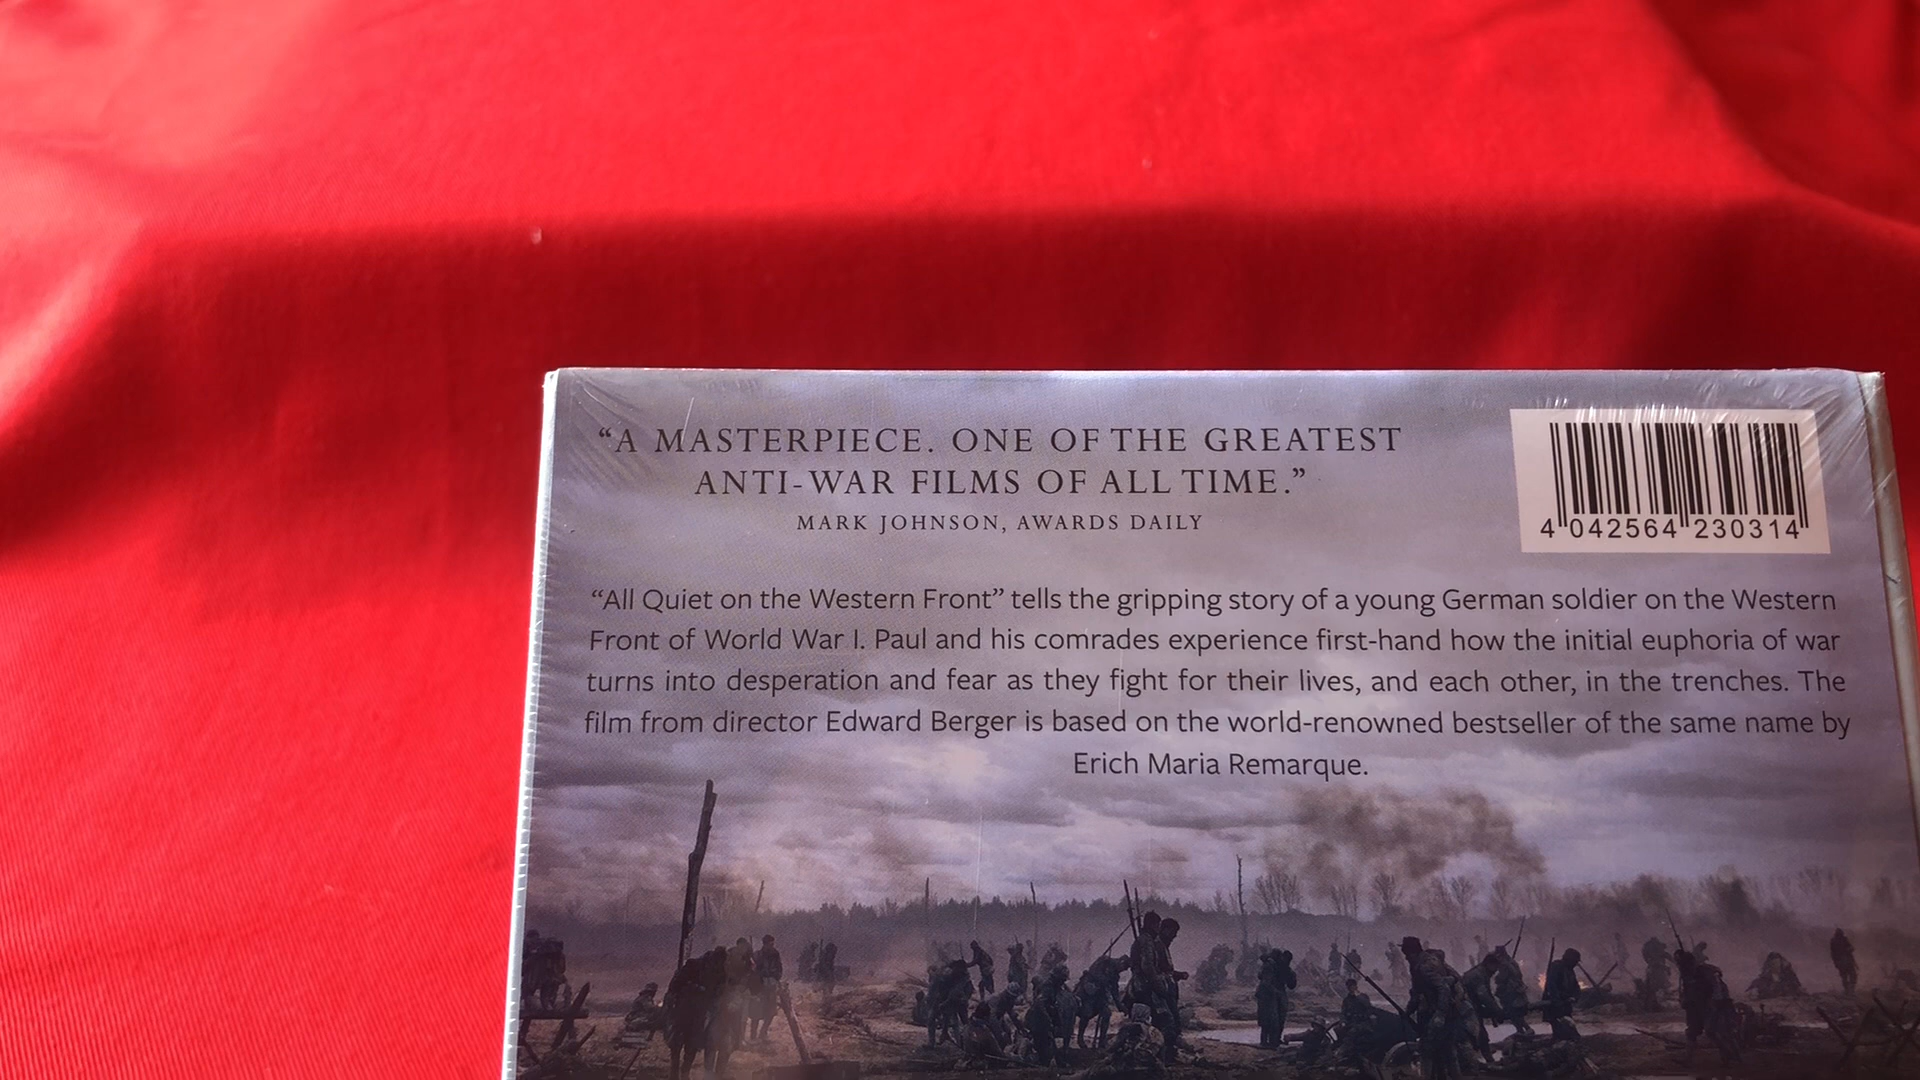 “A MASTERPIECE. ONE OF THE GREATEST
ANTI-WAR FILMS OF ALL TIME.”
MARK JOHNSON, AWARDS DAILY
4 042564 230314
“All Quiet on the Western Front” tells the gripping story of a young German soldier on the Western
Front of World War I. Paul and his comrades experience first-hand how the initial euphoria of war
turns into desperation and fear as they fight for their lives, and each other, in the trenches. The
film from director Edward Berger is based on the world-renowned bestseller of the same name by
Erich Maria Remarque.